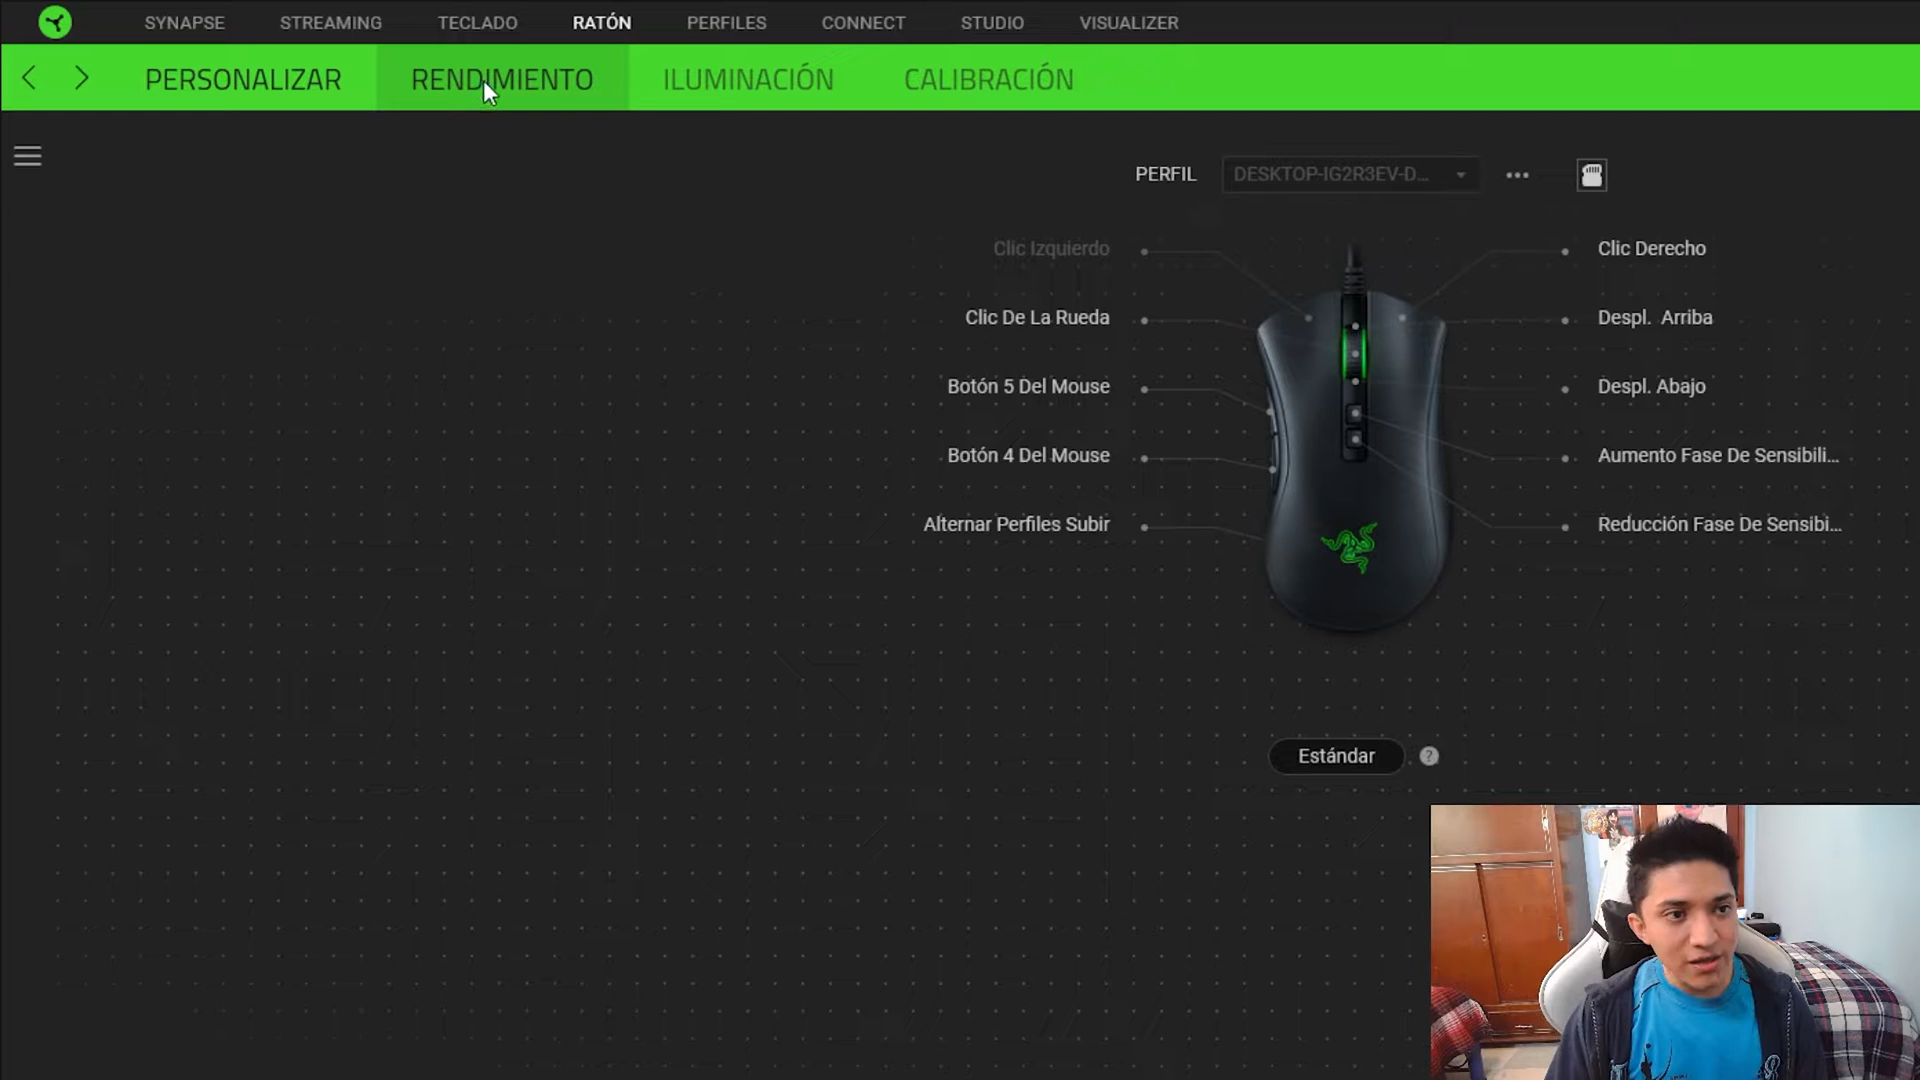 SYNAPSE STREAMING TECLADO RATÓN PERFILES CONNECT STUDIO VISUALIZER
PERSONALIZAR RENDIMIENTO ILUMINACIÓN CALIBRACIÓN
PERFIL DESKTOP-IG2R3EV-D...
Clic Izquierdo
Clic De La Rueda
Botón 5 Del Mouse
Botón 4 Del Mouse
Alternar Perfiles Subir
Clic Derecho
Despl. Arriba
Despl. Abajo
Aumento Fase De Sensibili...
Reducción Fase De Sensibi...
Estándar ?